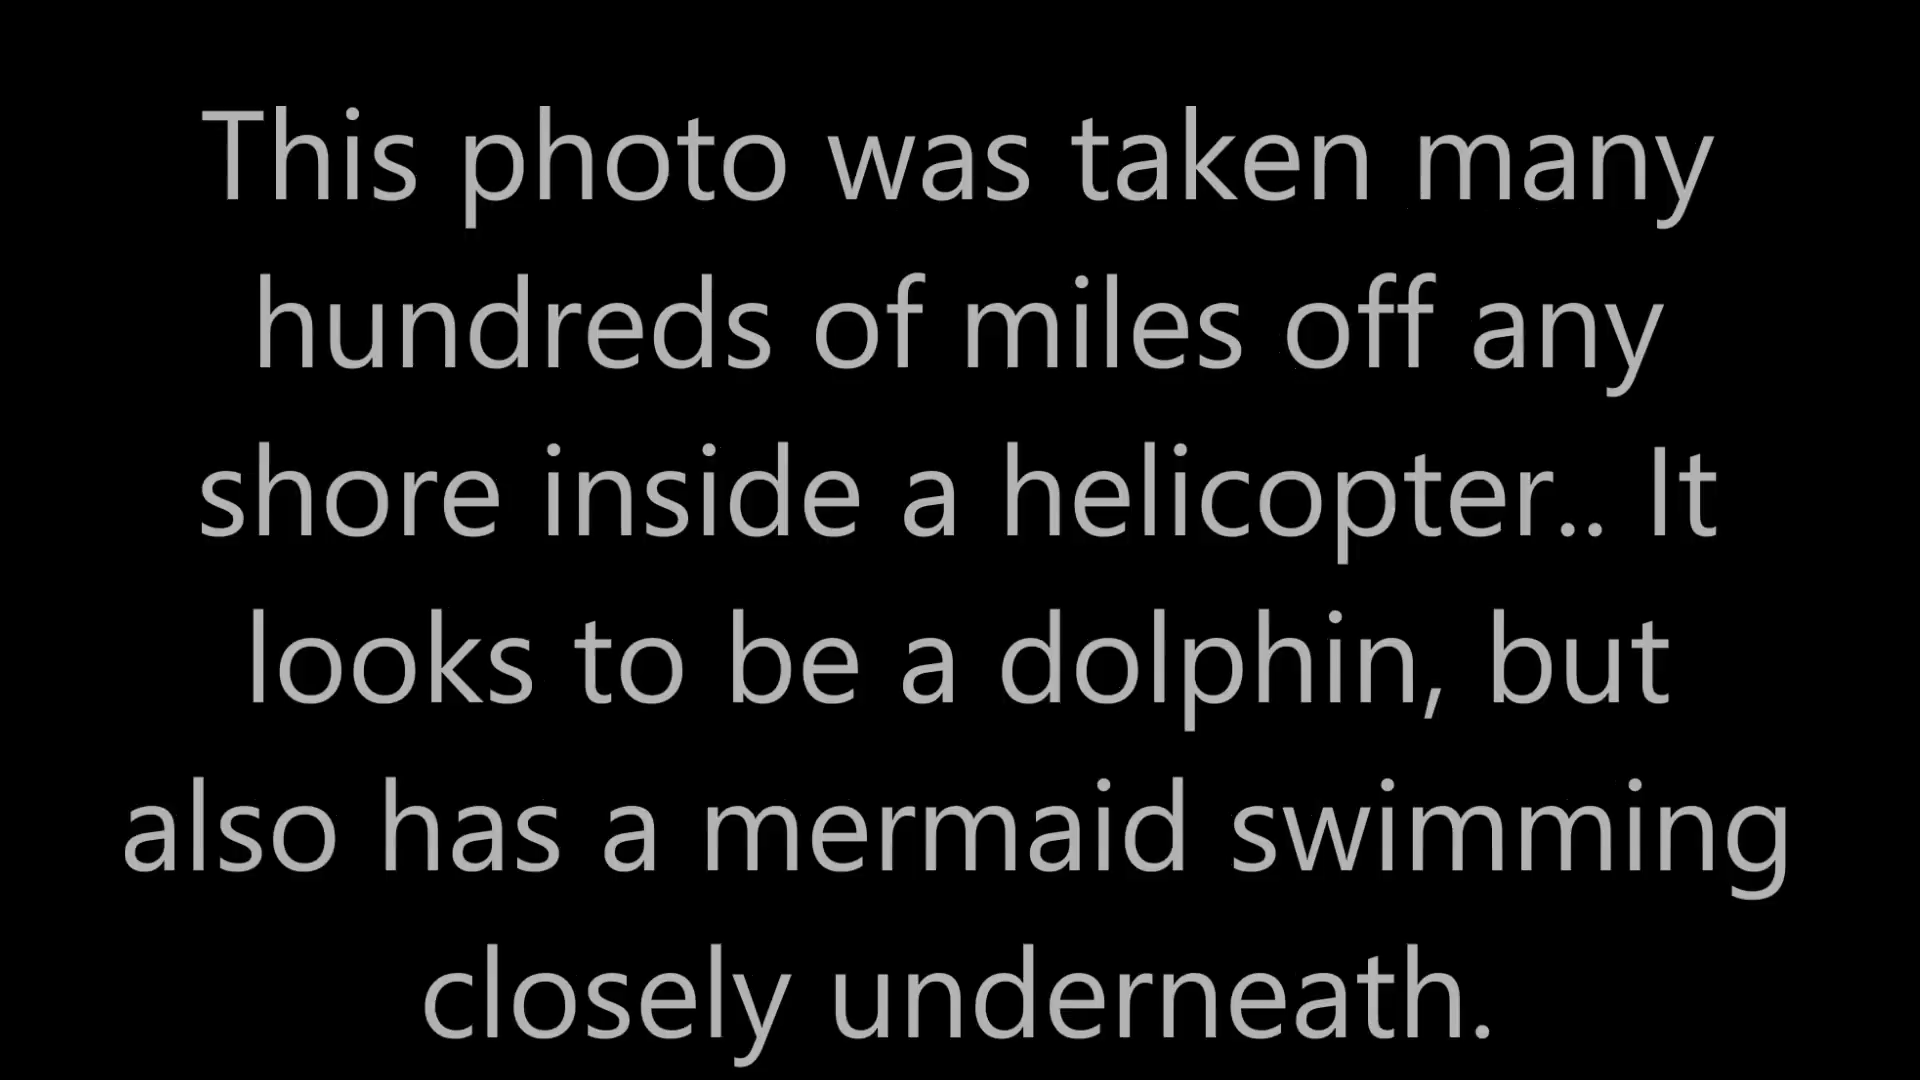 This photo was taken many
hundreds of miles off any
shore inside a helicopter.. It
looks to be a dolphin, but
also has a mermaid swimming
closely underneath.